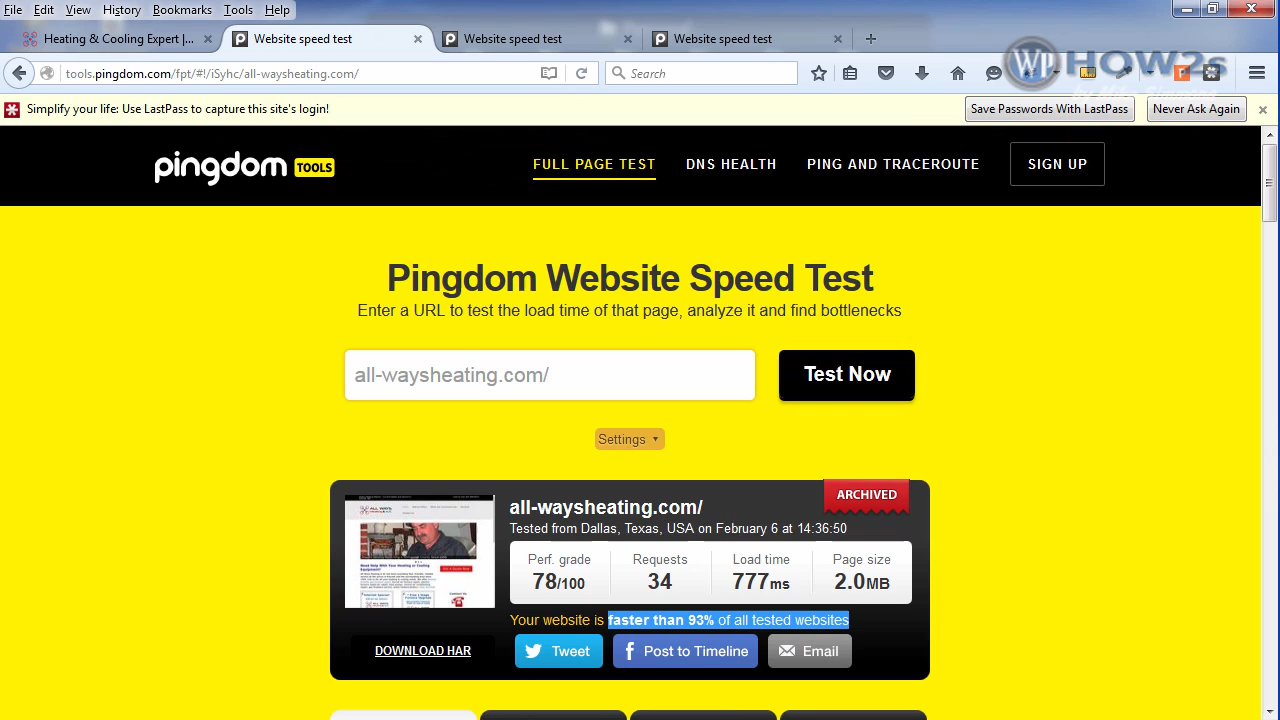 File Edit View History Bookmarks Tools Help
Heating & Cooling Expert |...
Website speed test
Website speed test
Website speed test
tools.pingdom.com/fpt/#!/iSyhc/all-waysheating.com/
Search
WP HOW2s
Simplify your life: Use LastPass to capture this site's login!
Save Passwords With LastPass
Never Ask Again
pingdom TOOLS
FULL PAGE TEST
DNS HEALTH
PING AND TRACEROUTE
SIGN UP
Pingdom Website Speed Test
Enter a URL to test the load time of that page, analyze it and find bottlenecks
all-waysheating.com/
Test Now
Settings
ARCHIVED
all-waysheating.com/
Tested from Dallas, Texas, USA on February 6 at 14:36:50
Perf. grade
Requests
Load time
Page size
/100
34
777ms
2.0MB
Your website is faster than 93% of all tested websites
DOWNLOAD HAR
Tweet
Post to Timeline
Email